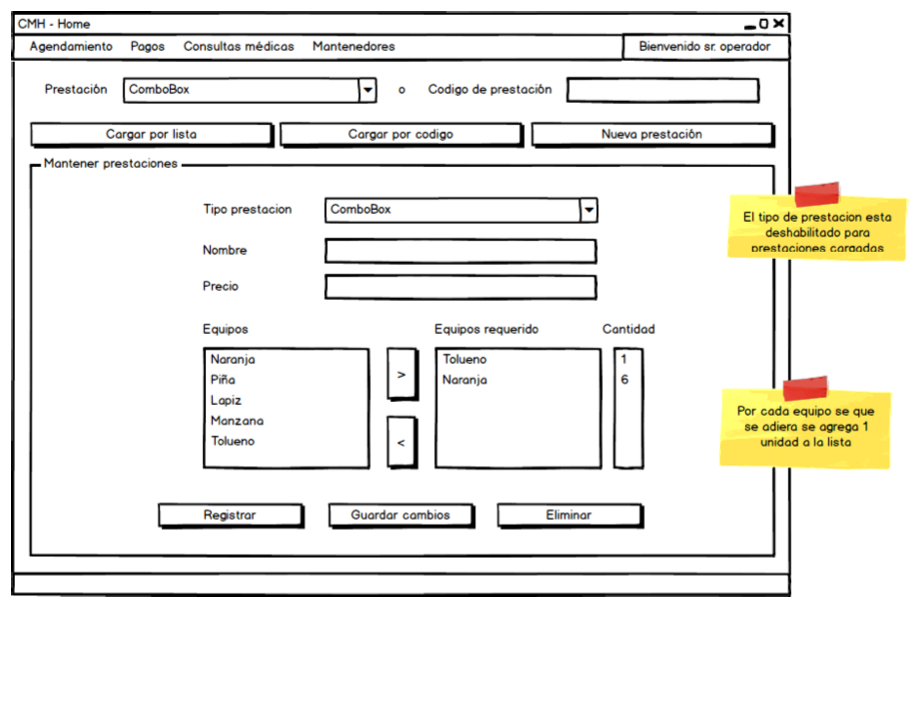 CMH - Home
Agendamiento Pagos Consultas médicas Mantenedores Bienvenido sr. operador
Prestación ComboBox o Codigo de prestación
Cargar por lista Cargar por codigo Nueva prestación
Mantener prestaciones
Tipo prestacion ComboBox
Nombre
Precio
Equipos Equipos requerido Cantidad
Naranja > Tolueno 1
Piña Naranja 6
Lapiz
Manzana
Tolueno <
Registrar Guardar cambios Eliminar
El tipo de prestacion esta
deshabilitado para
prestaciones cargadas
Por cada equipo se que
se adiera se agrega 1
unidad a la lista